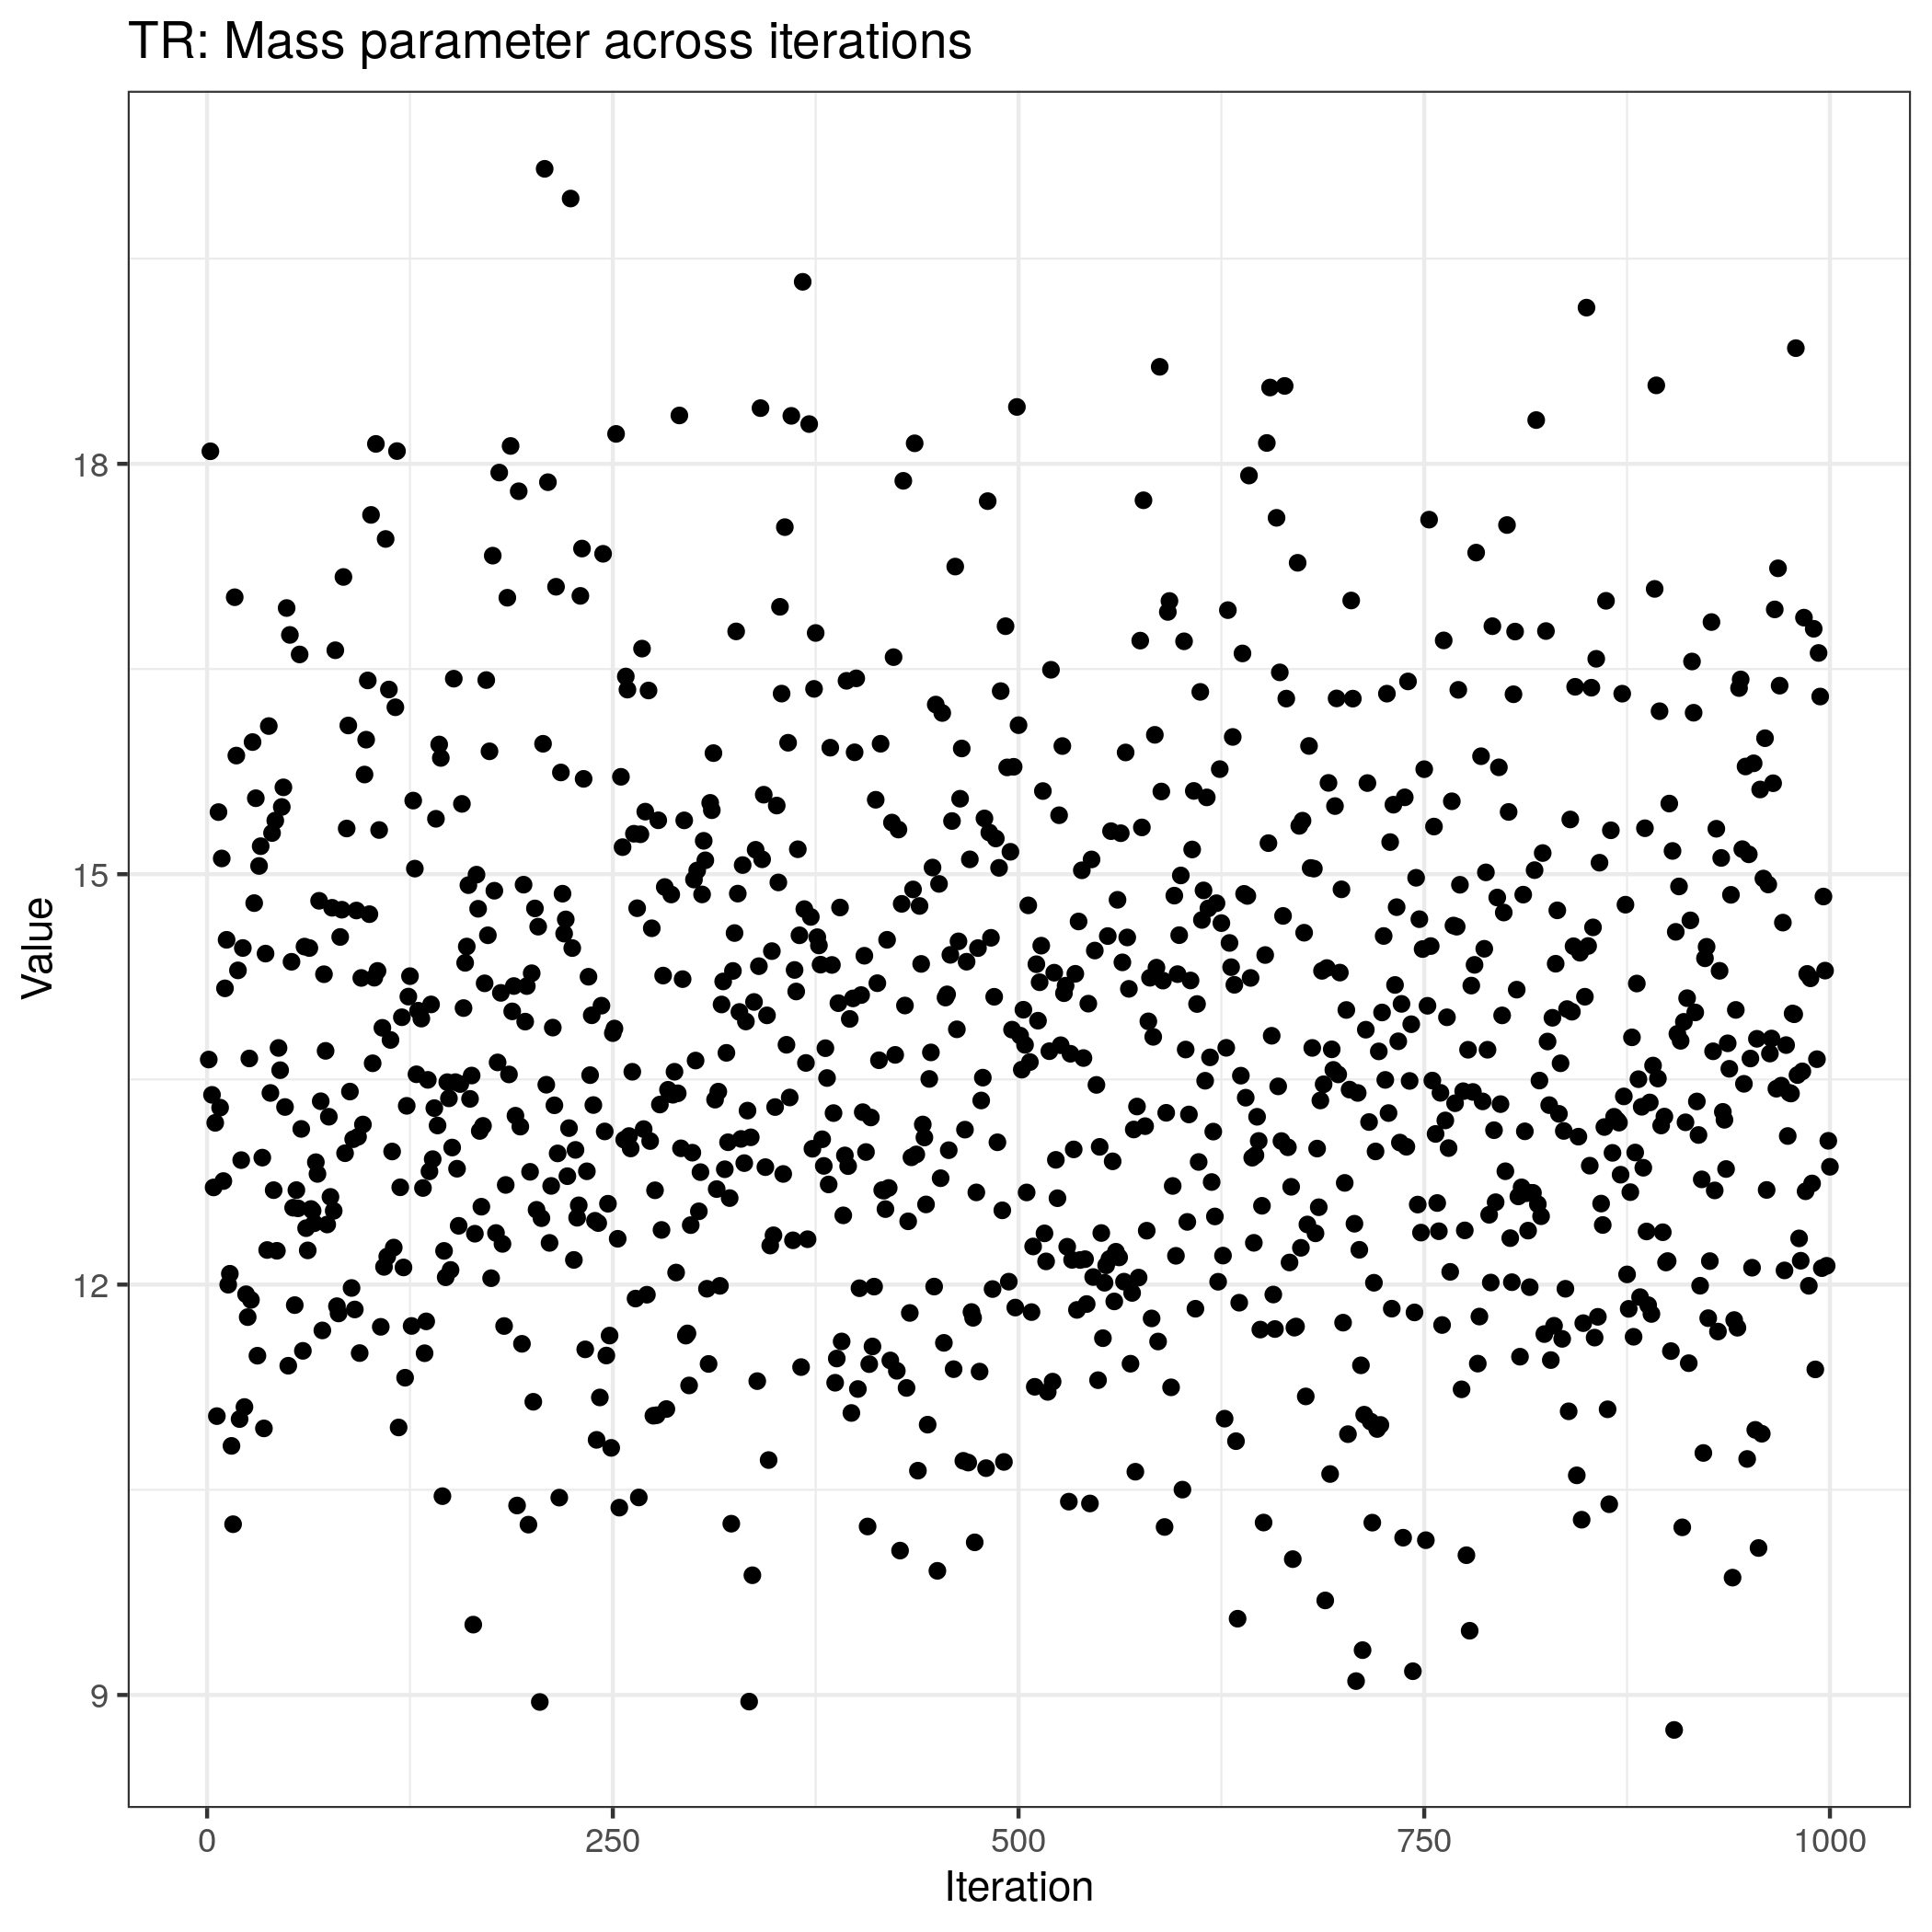 TR: Mass parameter across iterations
Value
18
15
12
9
0 250 500 750 1000
Iteration